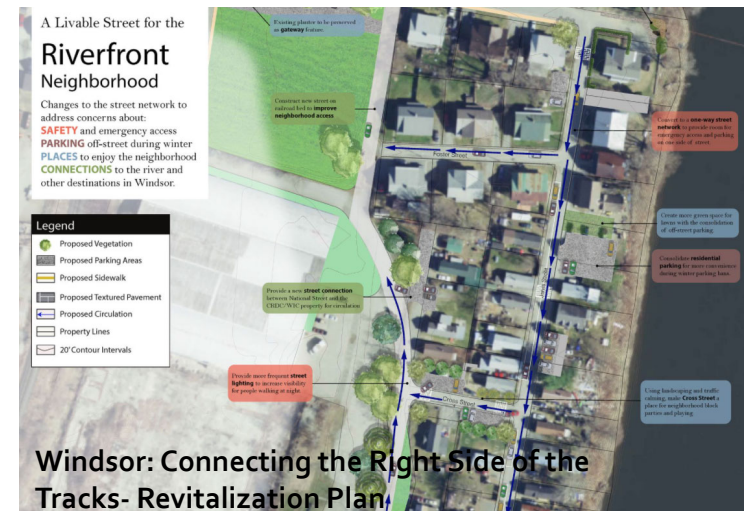 A Livable Street for the
Riverfront
Neighborhood
Changes to the street network to
address concerns about:
SAFETY and emergency access
PARKING off-street during winter
PLACES to enjoy the neighborhood
CONNECTIONS to the river and
other destinations in Windsor.
Legend
Proposed Vegetation
Proposed Parking Areas
Proposed Sidewalk
Proposed Textured Pavement
Proposed Circulation
Property Lines
20' Contour Intervals
Existing planter to be preserved
as gateway feature.
Construct new street on
railroad bed to improve
neighborhood access
Convert to a one-way street
network to provide room for
emergency access and parking
on one side of street.
Foster Street
Create more green space for
lawns with the consolidation
of off-street parking
Consolidate residential
parking for more convenience
during winter parking bans.
Provide a new street connection
between National Street and the
CRDC/WIC property for circulation
Provide more frequent street
lighting to increase visibility
for people walking at night.
Cross Street
Using landscaping and traffic
calming, make Cross Street a
place for neighborhood block
parties and playing.
Windsor: Connecting the Right Side of the
Tracks- Revitalization Plan